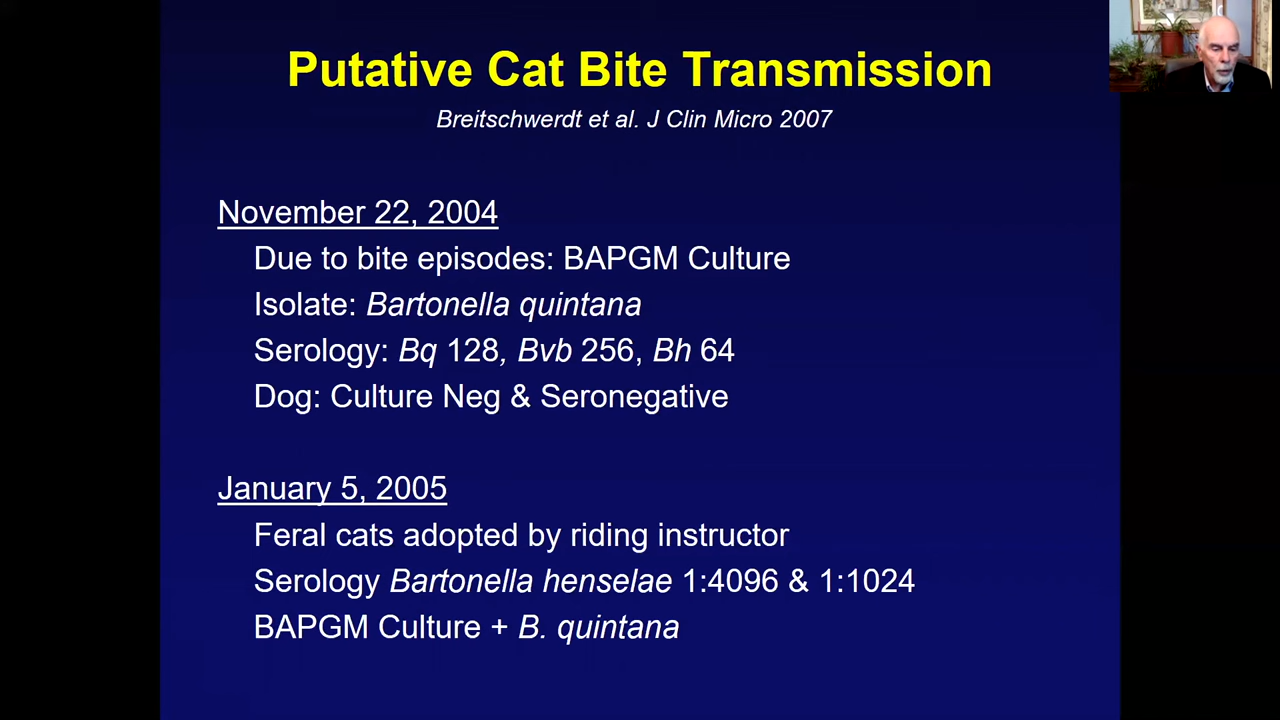 Putative Cat Bite Transmission
Breitschwerdt et al. J Clin Micro 2007
November 22, 2004
Due to bite episodes: BAPGM Culture
Isolate: Bartonella quintana
Serology: Bq 128, Bvb 256, Bh 64
Dog: Culture Neg & Seronegative
January 5, 2005
Feral cats adopted by riding instructor
Serology Bartonella henselae 1:4096 & 1:1024
BAPGM Culture + B. quintana